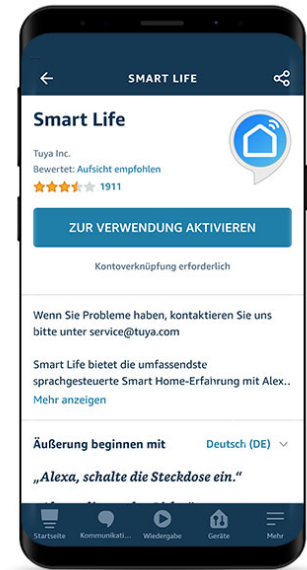 SMART LIFE
Smart Life
Tuya Inc.
Bewertet: Aufsicht empfohlen
1911
ZUR VERWENDUNG AKTIVIEREN
Kontoverknüpfung erforderlich
Wenn Sie Probleme haben, kontaktieren Sie uns
bitte unter service@tuya.com
Smart Life bietet die umfassendste
sprachgesteuerte Smart Home-Erfahrung mit Alex..
Mehr anzeigen
Äußerung beginnen mit
Deutsch (DE)
„Alexa, schalte die Steckdose ein.“
Startseite
Kommunikati...
Wiedergabe
Geräte
Mehr